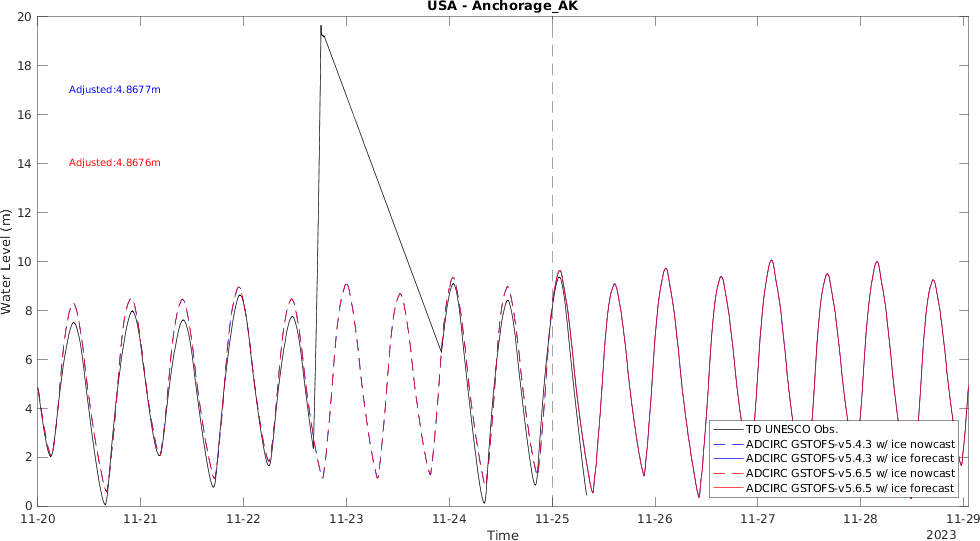 USA - Anchorage_AK
20
18
16
14
12
10
8
6
4
2
0
Water Level (m)
Adjusted:4.8677m
Adjusted:4.8676m
TD UNESCO Obs.
ADCIRC GSTOFS-v5.4.3 w/ ice nowcast
ADCIRC GSTOFS-v5.4.3 w/ ice forecast
ADCIRC GSTOFS-v5.6.5 w/ ice nowcast
ADCIRC GSTOFS-v5.6.5 w/ ice forecast
11-20 11-21 11-22 11-23 11-24 11-25 11-26 11-27 11-28 11-29
Time
2023